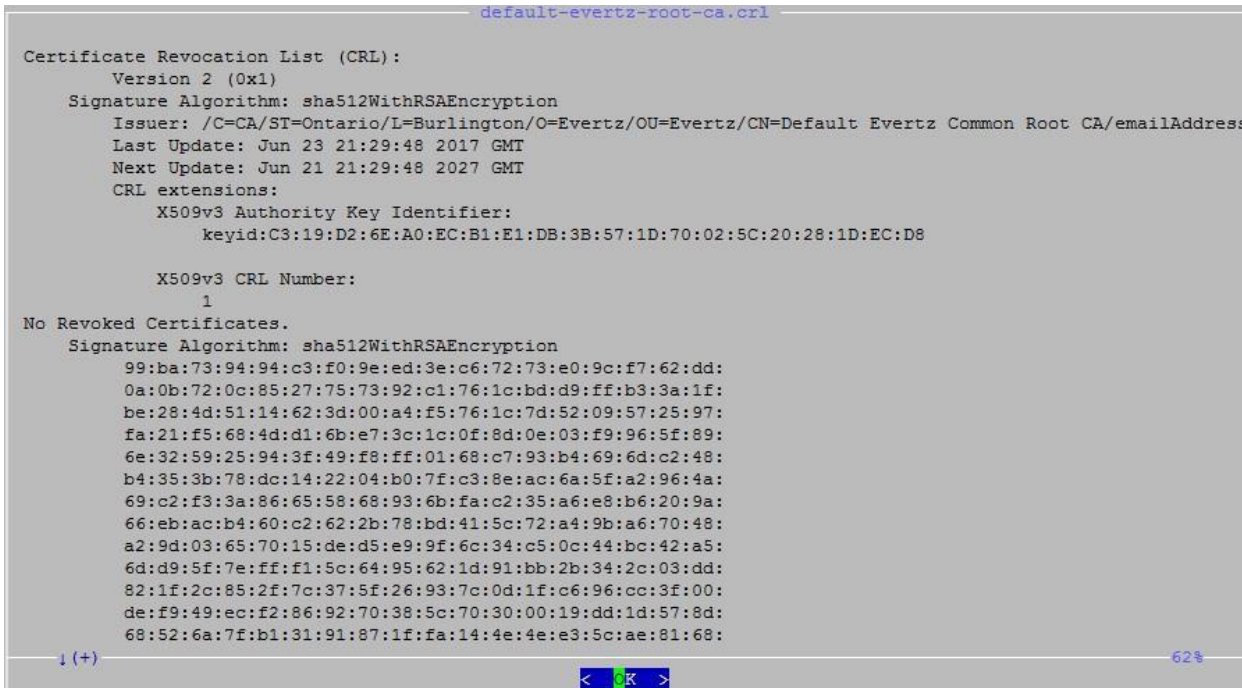 default-evertz-root-ca.crl
Certificate Revocation List (CRL):
Version 2 (0x1)
Signature Algorithm: sha512WithRSAEncryption
Issuer: /C=CA/ST=Ontario/L=Burlington/O=Evertz/OU=Evertz/CN=Default Evertz Common Root CA/emailAddress
Last Update: Jun 23 21:29:48 2017 GMT
Next Update: Jun 21 21:29:48 2027 GMT
CRL extensions:
X509v3 Authority Key Identifier:
keyid:C3:19:D2:6E:A0:EC:B1:E1:DB:3B:57:1D:70:02:5C:20:28:1D:EC:D8
X509v3 CRL Number:
1
No Revoked Certificates.
Signature Algorithm: sha512WithRSAEncryption
99:ba:73:94:94:c3:f0:9e:ed:3e:c6:72:73:e0:9c:f7:62:dd:
0a:0b:72:0c:85:27:75:73:92:c1:76:1c:bd:d9:ff:b3:3a:1f:
be:28:4d:51:14:62:3d:00:a4:f5:76:1c:7d:52:09:57:25:97:
fa:21:f5:68:4d:d1:6b:e7:3c:1c:0f:8d:0e:03:f9:96:5f:89:
6e:32:59:25:94:3f:49:f8:ff:01:68:c7:93:b4:69:6d:c2:48:
b4:35:3b:78:dc:14:22:04:b0:7f:c3:8e:ac:6a:5f:a2:96:4a:
69:c2:f3:3a:86:65:58:68:93:6b:fa:c2:35:a6:e8:b6:20:9a:
66:eb:ac:b4:60:c2:62:2b:78:bd:41:5c:72:a4:9b:a6:70:48:
a2:9d:03:65:70:15:de:d5:e9:9f:6c:34:c5:0c:44:bc:42:a5:
6d:d9:5f:7e:ff:f1:5c:64:95:62:1d:91:bb:2b:34:2c:03:dd:
82:1f:2c:85:2f:7c:37:5f:26:93:7c:0d:1f:c6:96:cc:3f:00:
de:f9:49:ec:f2:86:92:70:38:5c:70:30:00:19:dd:1d:57:8d:
68:52:6a:7f:b1:31:91:87:1f:fa:14:4e:4e:e3:5c:ae:81:68:
↓(+) 62%
< OK >